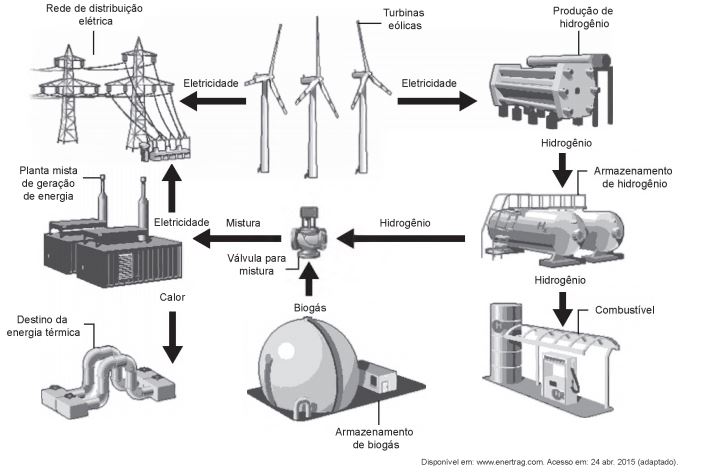 Rede de distribuição
elétrica
Turbinas
eólicas
Produção de
hidrogênio
Eletricidade
Eletricidade
Hidrogênio
Planta mista
de geração
de energia
Armazenamento
de hidrogênio
H₂
Eletricidade
Mistura
Hidrogênio
Válvula para
mistura
Hidrogênio
Calor
Biogás
Combustível
Destino da
energia térmica
Armazenamento
de biogás
Disponível em: www.enertrag.com. Acesso em: 24 abr. 2015 (adaptado).